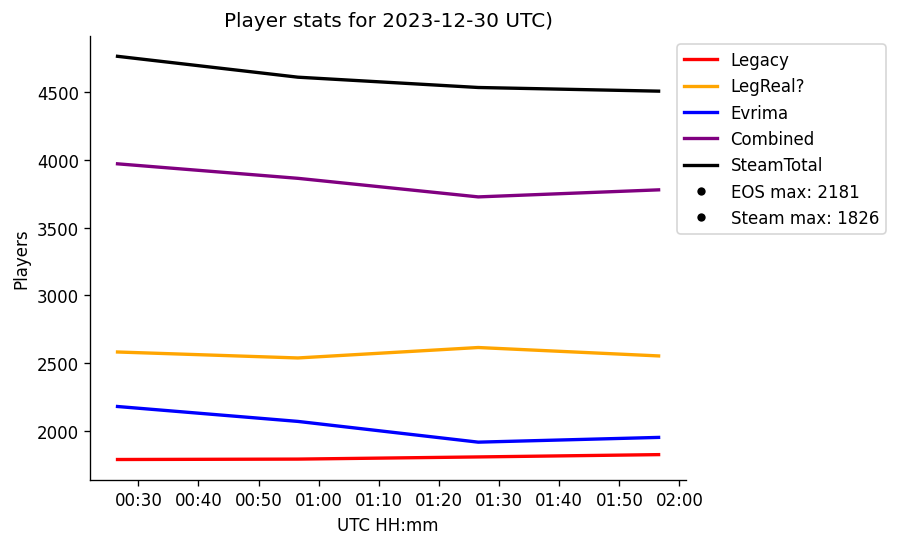 Player stats for 2023-12-30 UTC)
Legacy
LegReal?
Evrima
Combined
SteamTotal
EOS max: 2181
Steam max: 1826
4500
4000
3500
3000
2500
2000
Players
00:30 00:40 00:50 01:00 01:10 01:20 01:30 01:40 01:50 02:00
UTC HH:mm